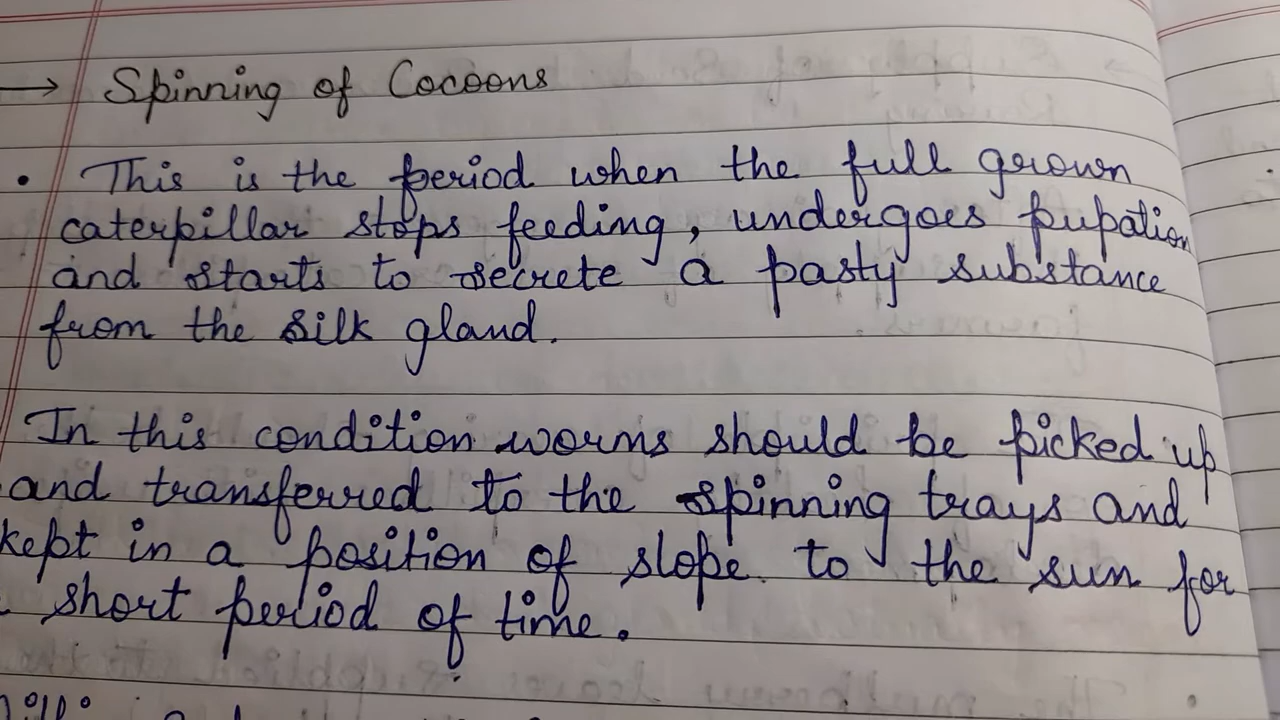 → Spinning of Cocoons
• This is the period when the full grown
caterpillar stops feeding, undergoes pupation
and starts to secrete a pasty substance
from the silk gland.
In this condition worms should be picked up
and transferred to the spinning trays and
kept in a position of slope to the sun for
short period of time.